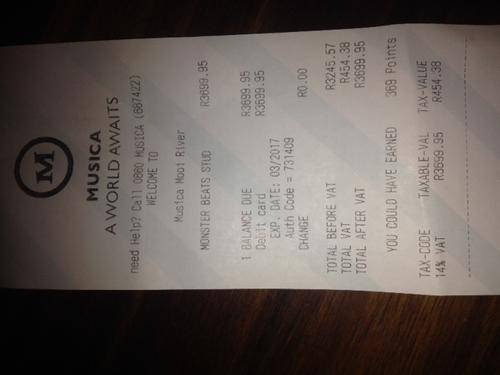 M
MUSICA
A WORLD AWAITS
need Help? Call 0860 MUSICA (687422)
WELCOME TO
Musica Mooi River
MONSTER BEATS STUD R3699.95
1 BALANCE DUE R3699.95
Debit card R3699.95
EXP. DATE: 03/2017
Auth Code = 731409
CHANGE R0.00
TOTAL BEFORE VAT R3245.57
TOTAL VAT R454.38
TOTAL AFTER VAT R3699.95
YOU COULD HAVE EARNED 369 Points
TAX-CODE TAXABLE-VAL TAX-VALUE
14% VAT R3699.95 R454.38